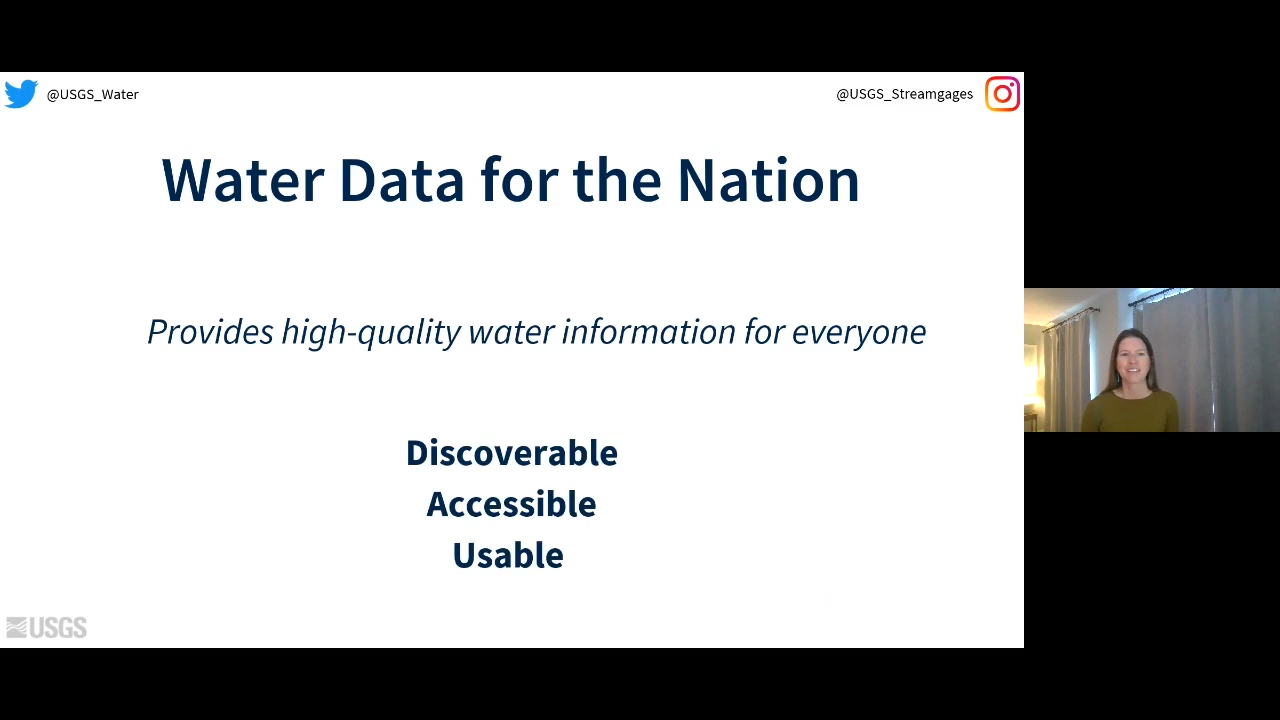 @USGS_Water
@USGS_Streamgages
Water Data for the Nation
Provides high-quality water information for everyone
Discoverable
Accessible
Usable
USGS